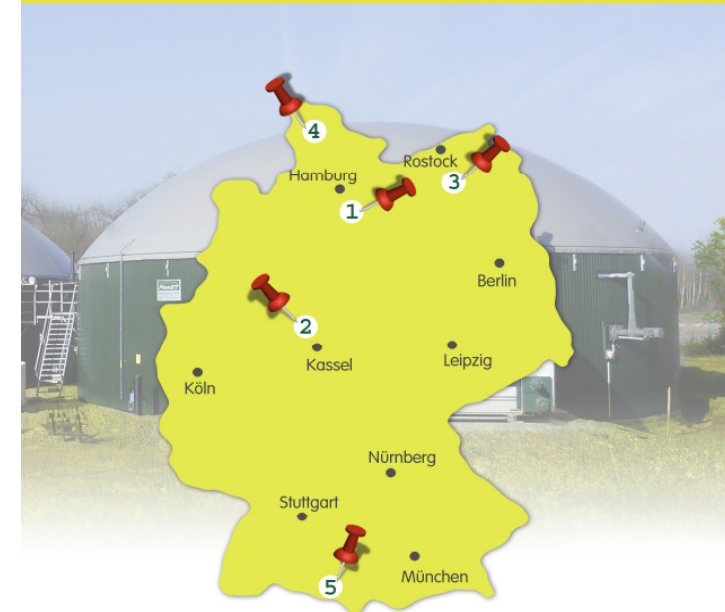 4
Rostock
3
Hamburg
1
Berlin
2
Kassel
Leipzig
Köln
Nürnberg
Stuttgart
5
München